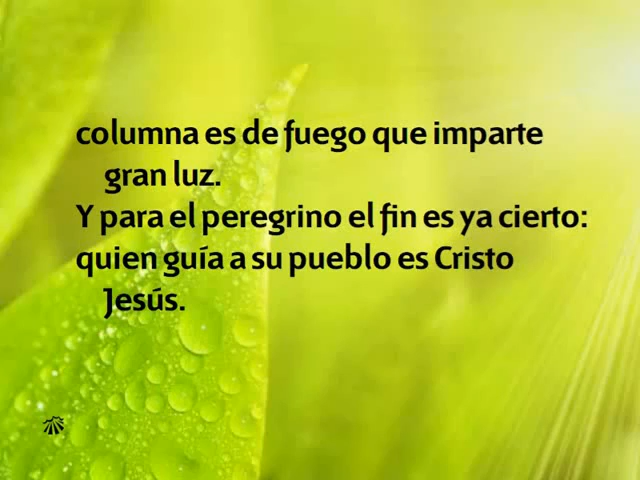 columna es de fuego que imparte
gran luz.
Y para el peregrino el fin es ya cierto:
quien guía a su pueblo es Cristo
Jesús.